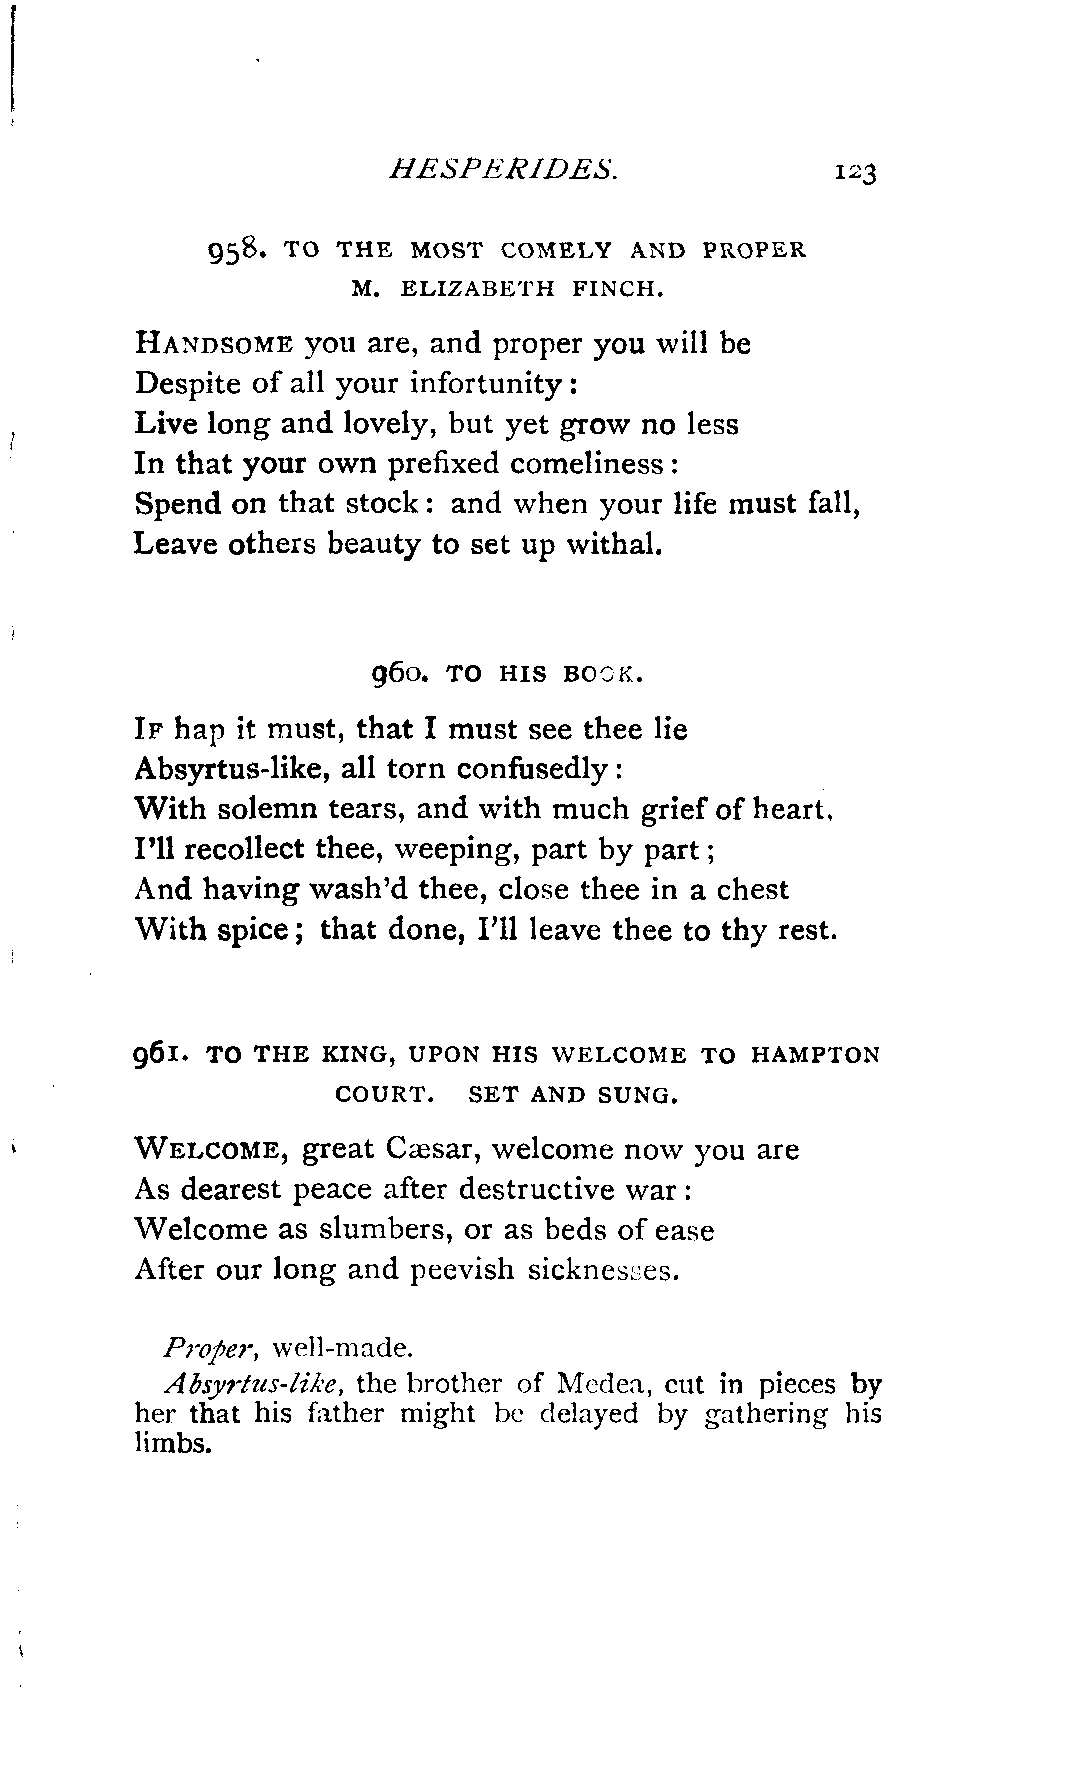 HESPERIDES. 123
958. TO THE MOST COMELY AND PROPER
M. ELIZABETH FINCH.
HANDSOME you are, and proper you will be
Despite of all your infortunity :
Live long and lovely, but yet grow no less
In that your own prefixed comeliness :
Spend on that stock : and when your life must fall,
Leave others beauty to set up withal.
960. TO HIS BOOK.
IF hap it must, that I must see thee lie
Absyrtus-like, all torn confusedly :
With solemn tears, and with much grief of heart,
I'll recollect thee, weeping, part by part ;
And having wash'd thee, close thee in a chest
With spice ; that done, I'll leave thee to thy rest.
961. TO THE KING, UPON HIS WELCOME TO HAMPTON
COURT. SET AND SUNG.
WELCOME, great Cæsar, welcome now you are
As dearest peace after destructive war :
Welcome as slumbers, or as beds of ease
After our long and peevish sicknesses.
Proper, well-made.
Absyrtus-like, the brother of Medea, cut in pieces by
her that his father might be delayed by gathering his
limbs.